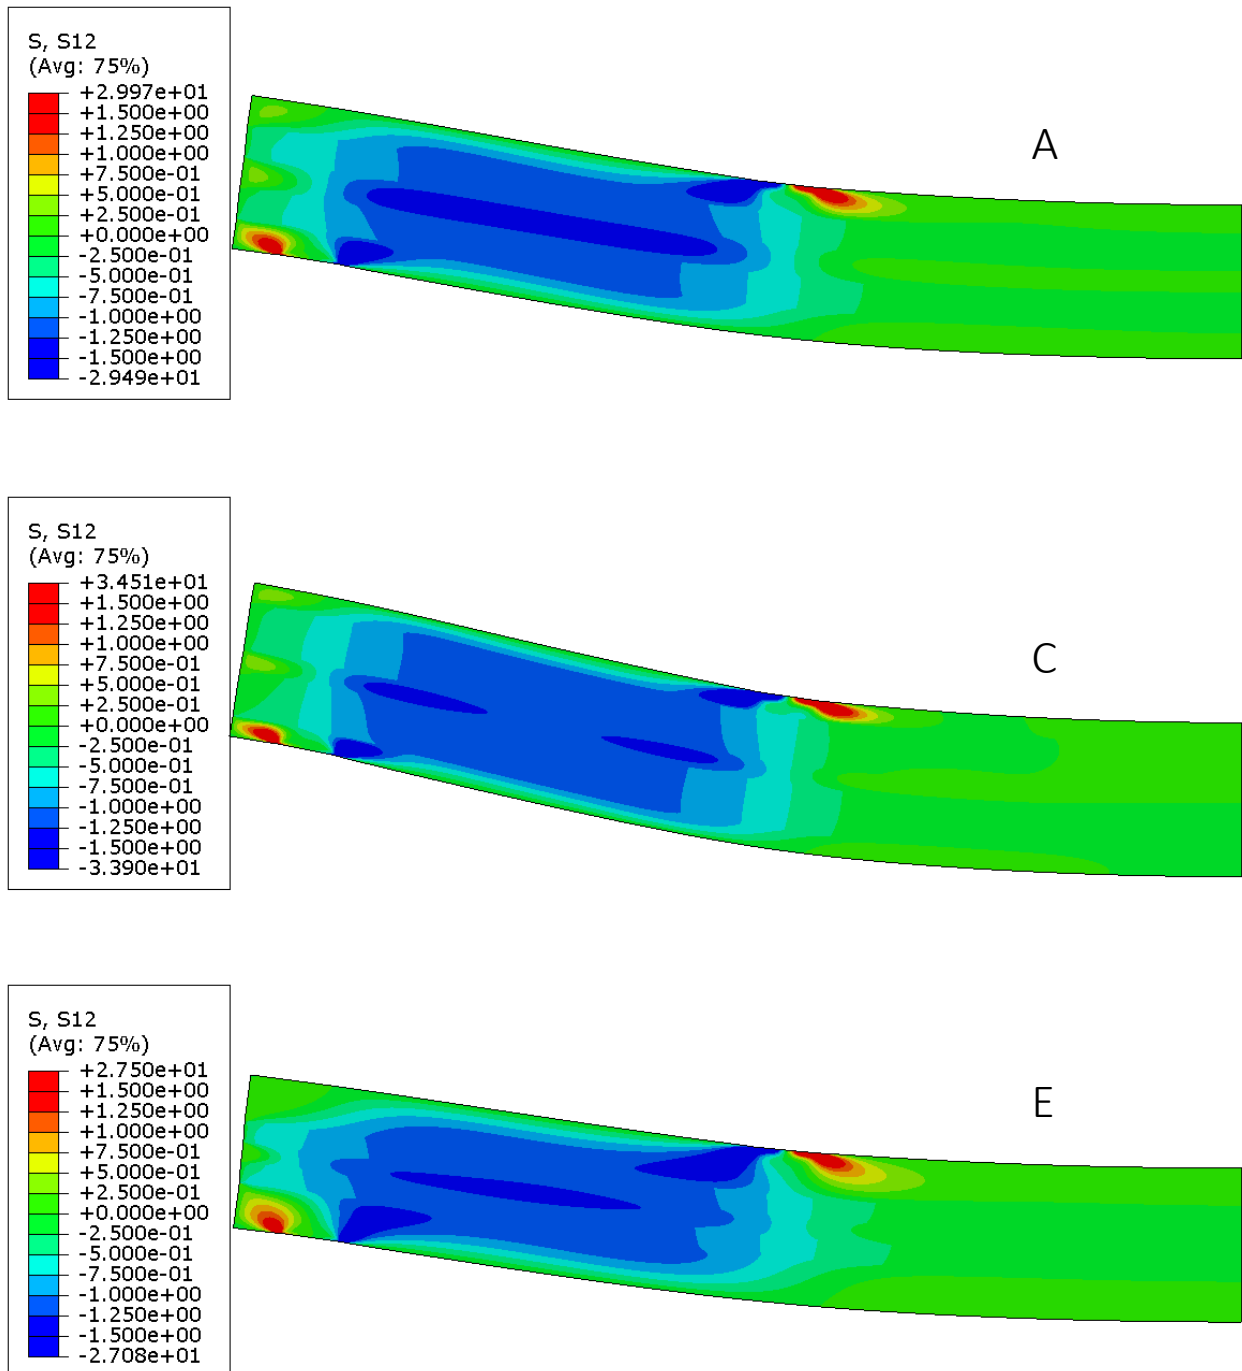 S, S12
(Avg: 75%)
+2.997e+01
+1.500e+00
+1.250e+00
+1.000e+00
+7.500e-01
+5.000e-01
+2.500e-01
+0.000e+00
-2.500e-01
-5.000e-01
-7.500e-01
-1.000e+00
-1.250e+00
-1.500e+00
-2.949e+01
A
S, S12
(Avg: 75%)
+3.451e+01
+1.500e+00
+1.250e+00
+1.000e+00
+7.500e-01
+5.000e-01
+2.500e-01
+0.000e+00
-2.500e-01
-5.000e-01
-7.500e-01
-1.000e+00
-1.250e+00
-1.500e+00
-3.390e+01
C
S, S12
(Avg: 75%)
+2.750e+01
+1.500e+00
+1.250e+00
+1.000e+00
+7.500e-01
+5.000e-01
+2.500e-01
+0.000e+00
-2.500e-01
-5.000e-01
-7.500e-01
-1.000e+00
-1.250e+00
-1.500e+00
-2.708e+01
E